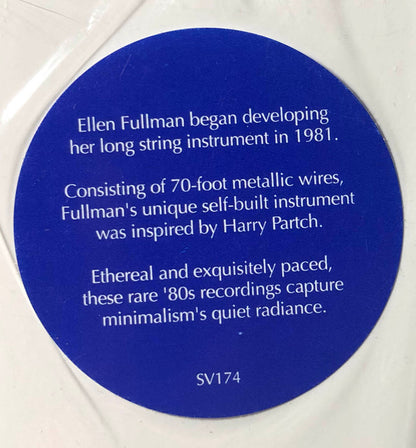 Ellen Fullman began developing
her long string instrument in 1981.
Consisting of 70-foot metallic wires,
Fullman's unique self-built instrument
was inspired by Harry Partch.
Ethereal and exquisitely paced,
these rare '80s recordings capture
minimalism's quiet radiance.
SV174